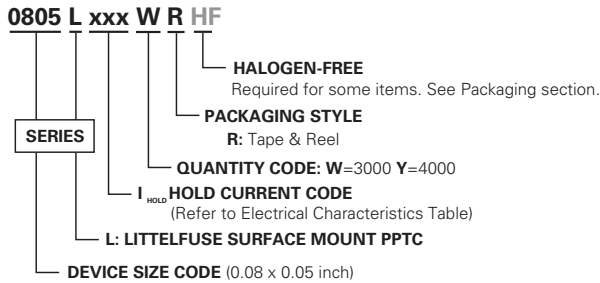 0805 L xxx W R HF
HALOGEN-FREE
Required for some items. See Packaging section.
PACKAGING STYLE
R: Tape & Reel
SERIES
QUANTITY CODE: W=3000 Y=4000
I HOLD HOLD CURRENT CODE
(Refer to Electrical Characteristics Table)
L: LITTELFUSE SURFACE MOUNT PPTC
DEVICE SIZE CODE (0.08 x 0.05 inch)